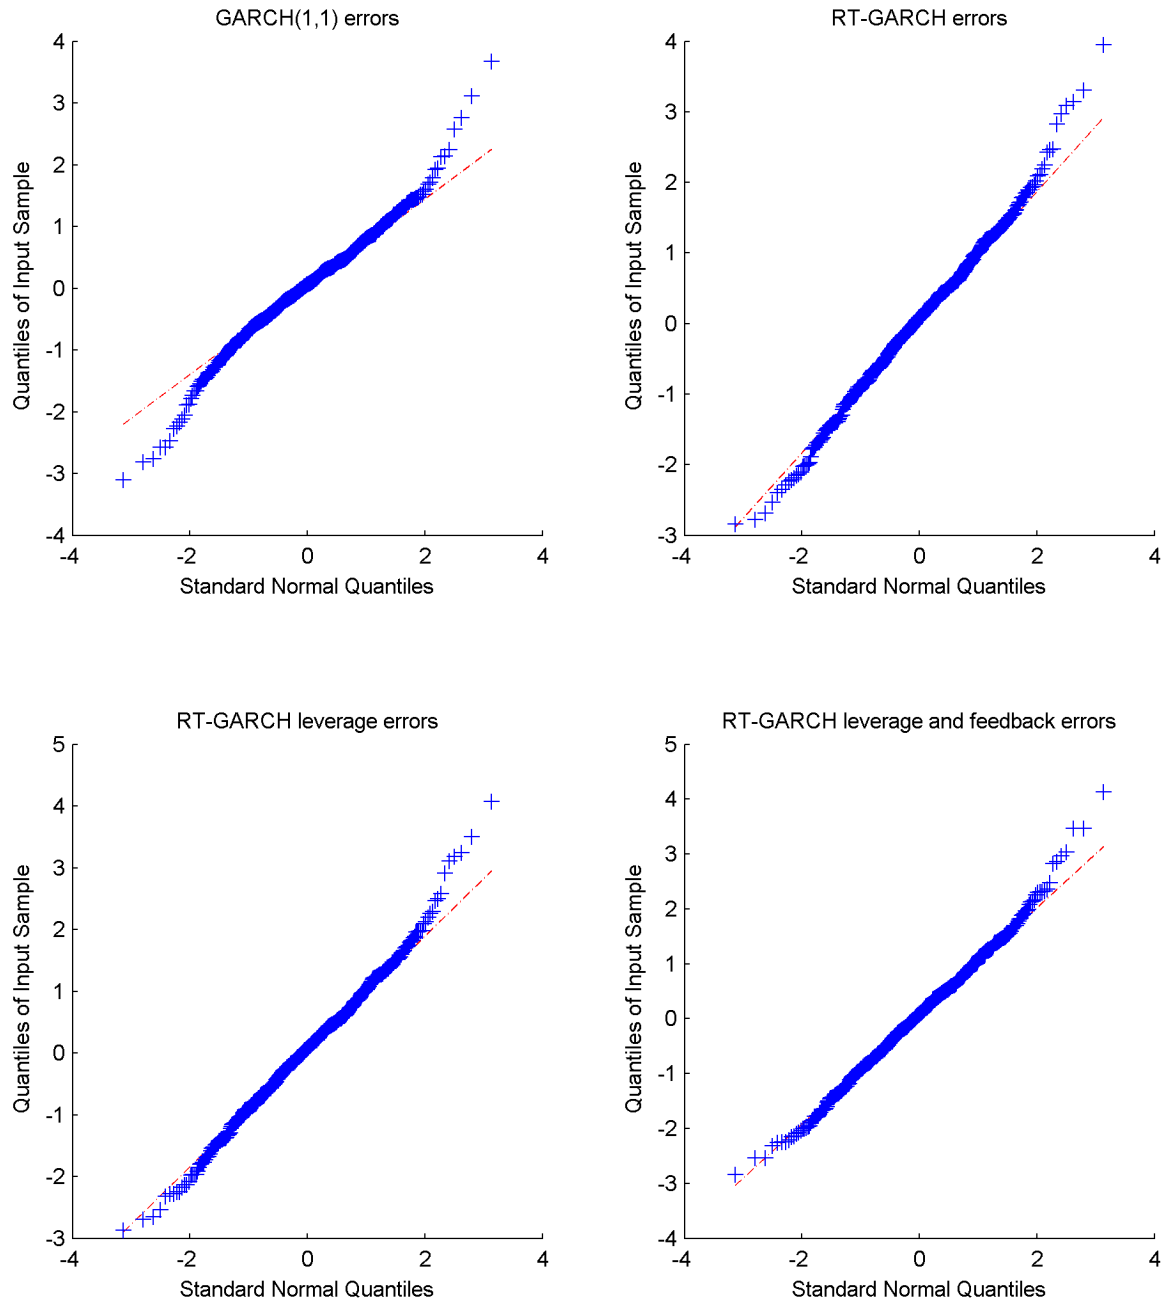 GARCH(1,1) errors
4
3
2
1
0
-1
-2
-3
-4
-4 -2 0 2 4
Quantiles of Input Sample
Standard Normal Quantiles
RT-GARCH errors
4
3
2
1
0
-1
-2
-3
-4 -2 0 2 4
Quantiles of Input Sample
Standard Normal Quantiles
RT-GARCH leverage errors
5
4
3
2
1
0
-1
-2
-3
-4 -2 0 2 4
Quantiles of Input Sample
Standard Normal Quantiles
RT-GARCH leverage and feedback errors
5
4
3
2
1
0
-1
-2
-3
-4
-4 -2 0 2 4
Quantiles of Input Sample
Standard Normal Quantiles